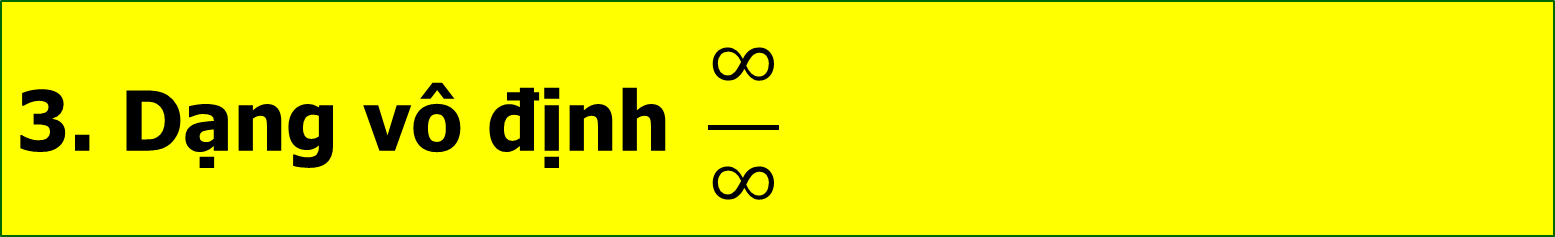 3. Dạng vô định ∞/∞